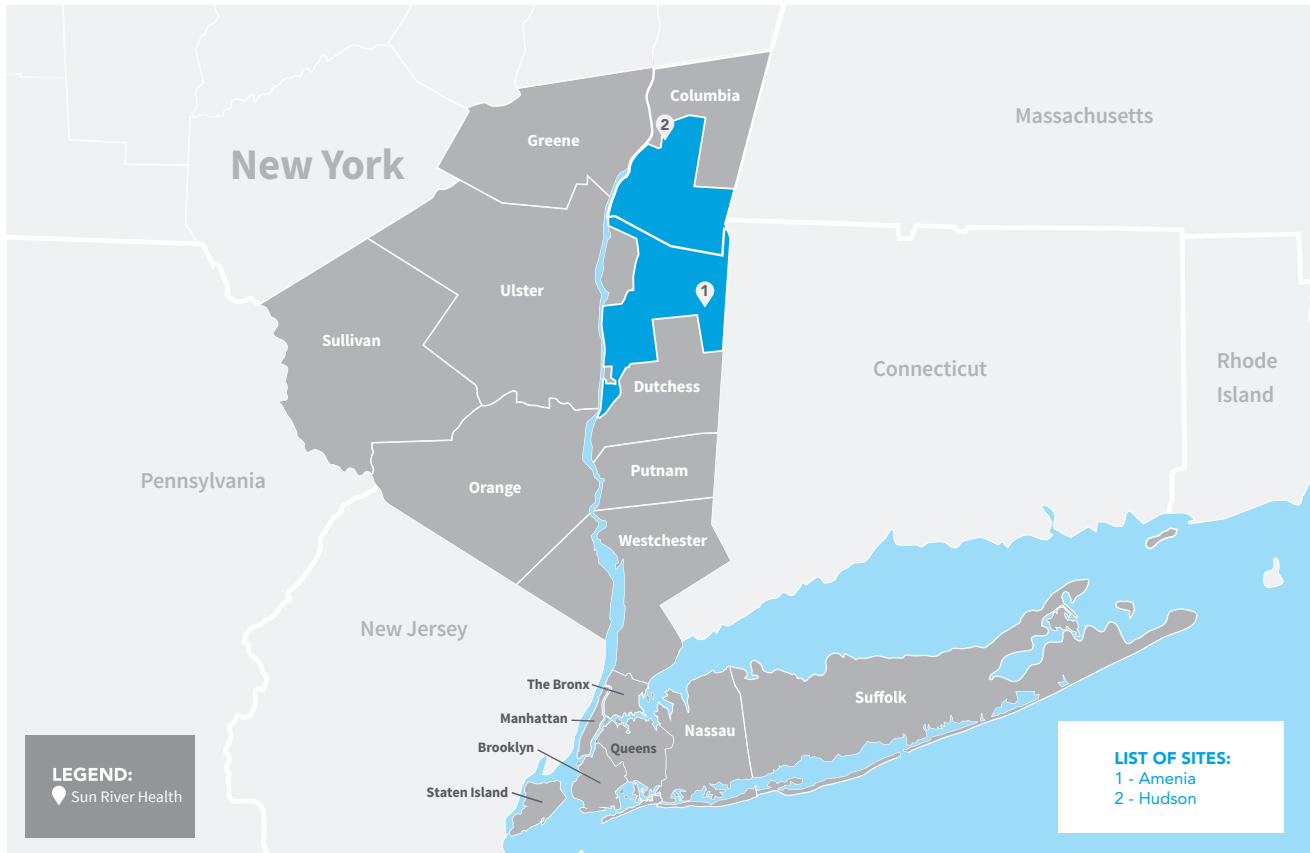 Columbia
Massachusetts
2
Greene
New York
Ulster
1
Sullivan
Connecticut
Rhode
Island
Dutchess
Putnam
Pennsylvania
Orange
Westchester
New Jersey
The Bronx
Suffolk
Manhattan
Nassau
Brooklyn
Queens
Staten Island
LEGEND:
Sun River Health
LIST OF SITES:
1 - Amenia
2 - Hudson